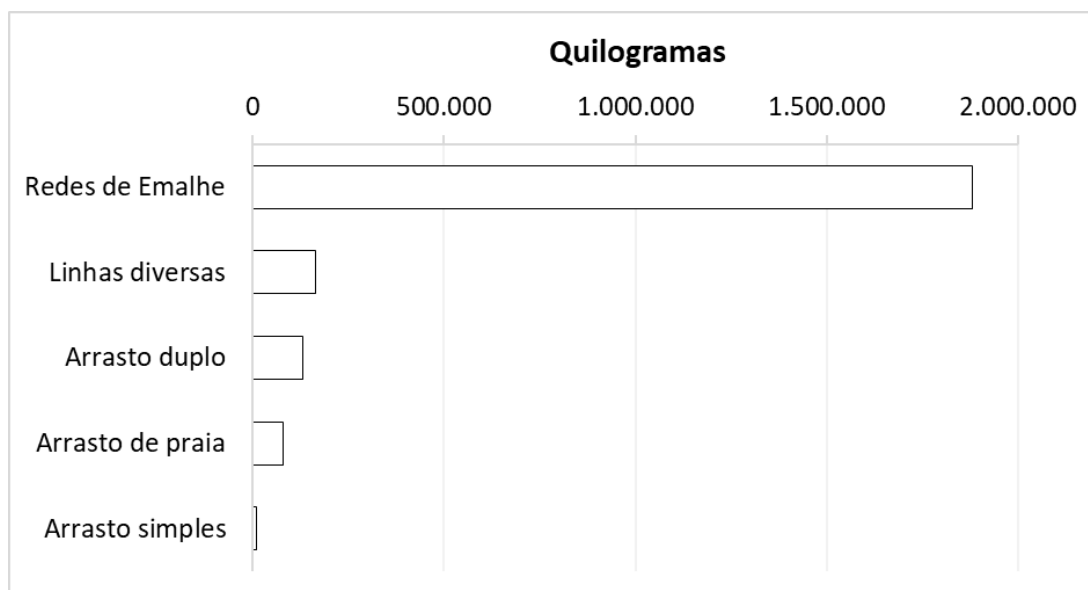 Quilogramas
0 500.000 1.000.000 1.500.000 2.000.000
Redes de Emalhe
Linhas diversas
Arrasto duplo
Arrasto de praia
Arrasto simples